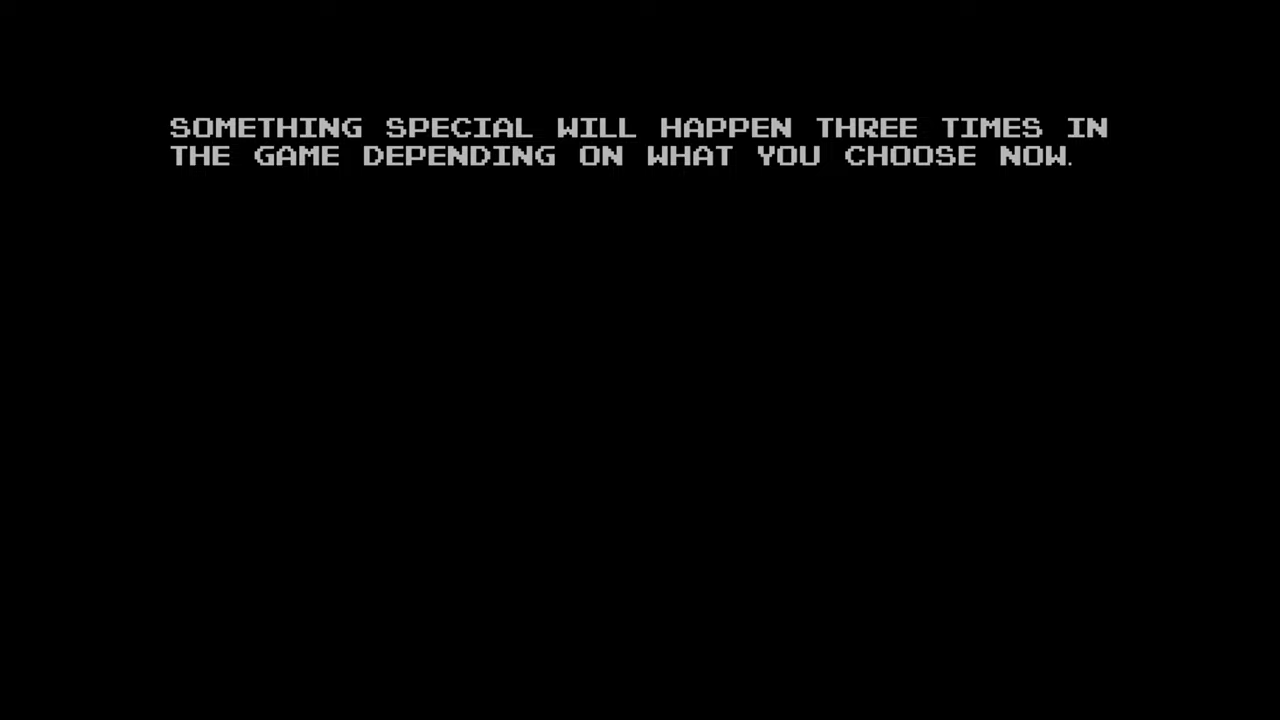 SOMETHING SPECIAL WILL HAPPEN THREE TIMES IN
THE GAME DEPENDING ON WHAT YOU CHOOSE NOW.